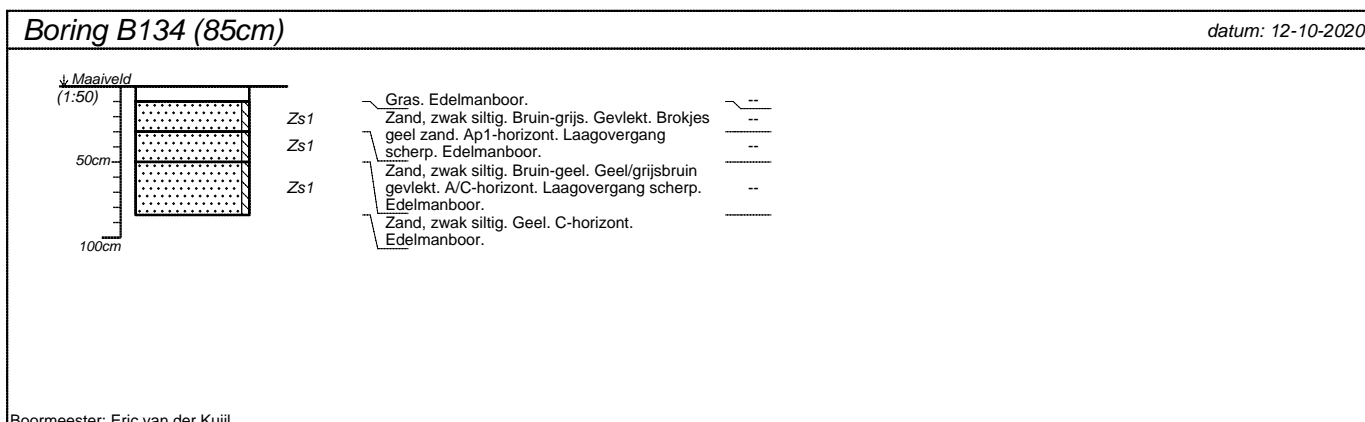 Boring B134 (85cm)
datum: 12-10-2020
Maaiveld
(1:50)
50cm
100cm
Zs1
Zs1
Zs1
Gras. Edelmanboor.
Zand, zwak siltig. Bruin-grijs. Gevlekt. Brokjes
geel zand. Ap1-horizont. Laagovergang
scherp. Edelmanboor.
Zand, zwak siltig. Bruin-geel. Geel/grijsbruin
gevlekt. A/C-horizont. Laagovergang scherp.
Edelmanboor.
Zand, zwak siltig. Geel. C-horizont.
Edelmanboor.
--
--
--
--
Boormeester: Eric van der Kuijl